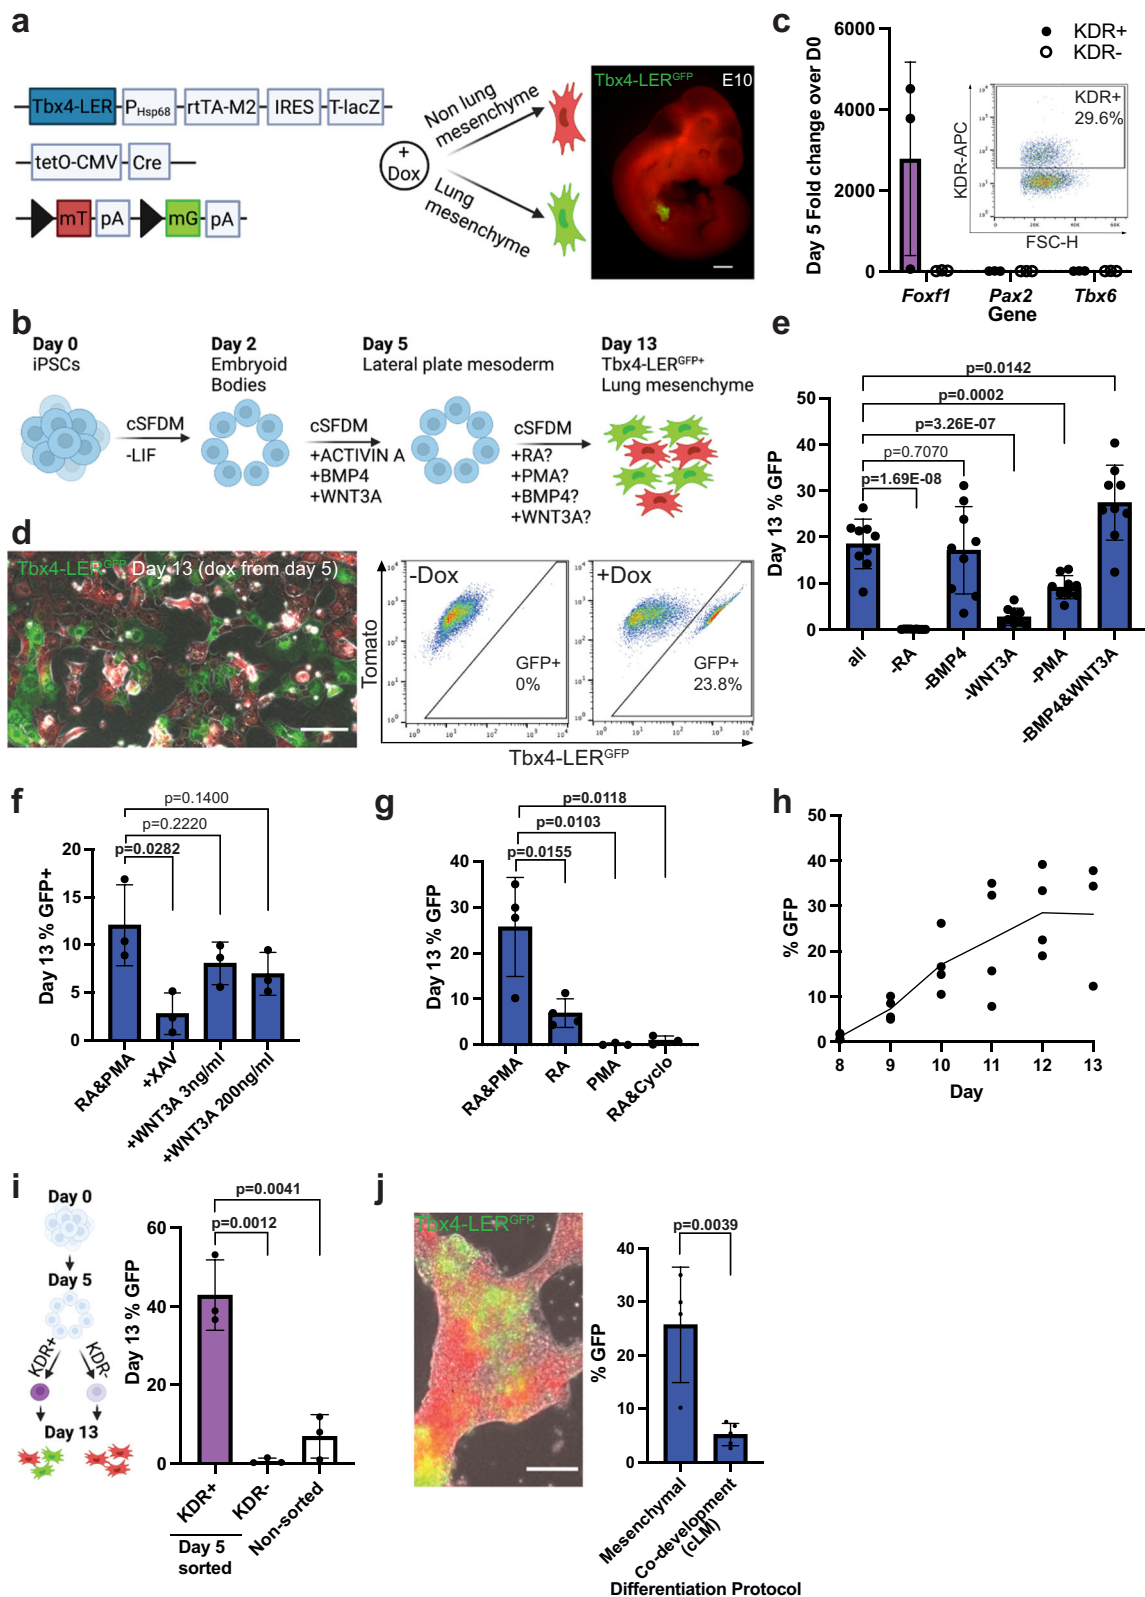 a
Tbx4-LER
PHsp68
rtTA-M2
IRES
T-lacZ
tetO-CMV
Cre
mT
pA
mG
pA
+
Dox
Non lung
mesenchyme
Lung
mesenchyme
Tbx4-LERGFP
E10
b
Day 0
iPSCs
cSFDM
-LIF
Day 2
Embryoid
Bodies
cSFDM
+ACTIVIN A
+BMP4
+WNT3A
Day 5
Lateral plate mesoderm
cSFDM
+RA?
+PMA?
+BMP4?
+WNT3A?
Day 13
Tbx4-LERGFP+
Lung mesenchyme
c
Day 5 Fold change over D0
6000
4000
2000
0
KDR+
KDR-
KDR+
29.6%
KDR-APC
FSC-H
0
20K
40K
60K
Foxf1
Pax2
Tbx6
Gene
d
Tbx4-LERGFP Day 13 (dox from day 5)
-Dox
GFP+
0%
+Dox
GFP+
23.8%
Tomato
Tbx4-LERGFP
e
p=0.0142
p=0.0002
p=3.26E-07
p=0.7070
p=1.69E-08
Day 13 % GFP
50
40
30
20
10
0
all
-RA
-BMP4
-WNT3A
-PMA
-BMP4&WNT3A
f
p=0.1400
p=0.2220
p=0.0282
Day 13 % GFP+
20
15
10
5
0
RA&PMA
+XAV
+WNT3A 3ng/ml
+WNT3A 200ng/ml
g
p=0.0118
p=0.0103
p=0.0155
Day 13 % GFP
40
30
20
10
0
RA&PMA
RA
PMA
RA&Cyclo
h
% GFP
50
40
30
20
10
0
8
9
10
11
12
13
Day
i
Day 0
Day 5
KDR+
KDR-
Day 13
p=0.0041
p=0.0012
Day 13 % GFP
60
40
20
0
KDR+
KDR-
Non-sorted
Day 5
sorted
j
Tbx4-LERGFP
p=0.0039
% GFP
40
30
20
10
0
Mesenchymal
Co-development
(cLM)
Differentiation Protocol